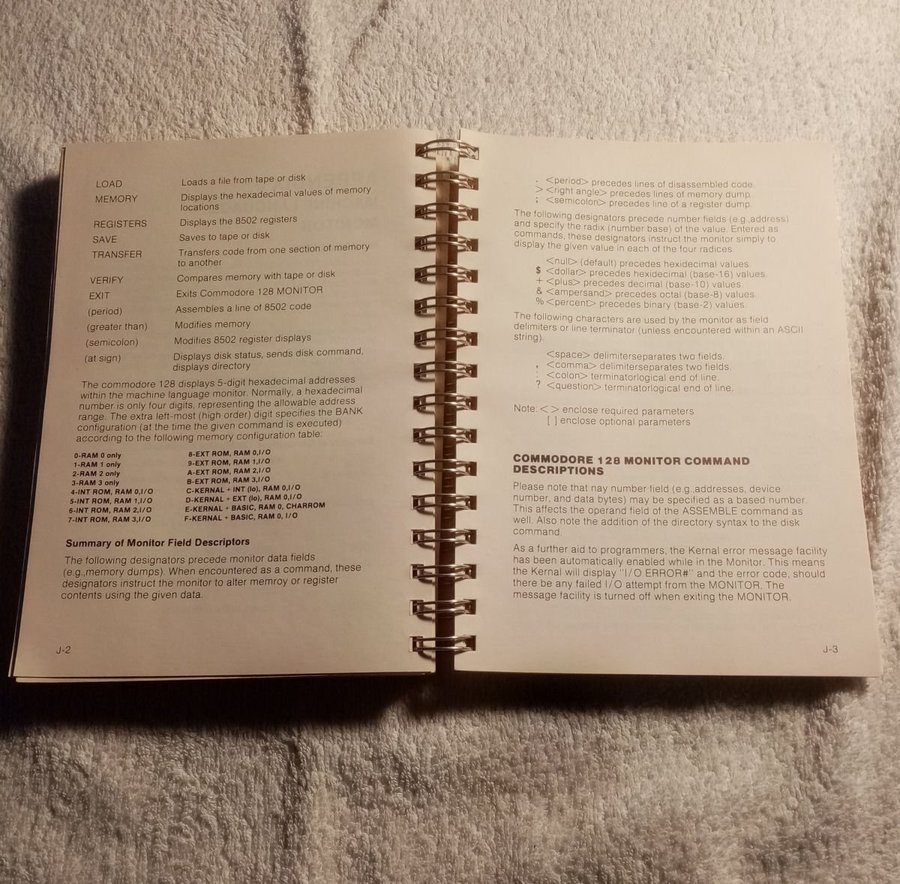 LOAD Loads a file from tape or disk
MEMORY Displays the hexadecimal values of memory
locations
REGISTERS Displays the 8502 registers
SAVE Saves to tape or disk
TRANSFER Transfers code from one section of memory
to another
VERIFY Compares memory with tape or disk
EXIT Exits Commodore 128 MONITOR
(period) Assembles a line of 8502 code
(greater than) Modifies memory
(semicolon) Modifies 8502 register displays
(at sign) Displays disk status, sends disk command,
displays directory
The commodore 128 displays 5-digit hexadecimal addresses
within the machine language monitor. Normally, a hexadecimal
number is only four digits, representing the allowable address
range. The extra left-most (high order) digit specifies the BANK
configuration (at the time the given command is executed)
according to the following memory configuration table:
0-RAM 0 only 8-EXT ROM, RAM 0,I/O
1-RAM 1 only 9-EXT ROM, RAM 1,I/O
2-RAM 2 only A-EXT ROM, RAM 2,I/O
3-RAM 3 only B-EXT ROM, RAM 3,I/O
4-INT ROM, RAM 0,I/O C-KERNAL + INT (lo), RAM 0,I/O
5-INT ROM, RAM 1,I/O D-KERNAL + EXT (lo), RAM 0,I/O
6-INT ROM, RAM 2,I/O E-KERNAL + BASIC, RAM 0, CHARROM
7-INT ROM, RAM 3,I/O F-KERNAL + BASIC, RAM 0, I/O
Summary of Monitor Field Descriptors
The following designators precede monitor data fields
(e.g.,memory dumps). When encountered as a command, these
designators instruct the monitor to alter memroy or register
contents using the given data.
J-2
. <period> precedes lines of disassembled code.
> <right angle> precedes lines of memory dump.
; <semicolon> precedes line of a register dump.
The following designators precede number fields (e.g.,address)
and specify the radix (number base) of the value. Entered as
commands, these designators instruct the monitor simply to
display the given value in each of the four radices.
<null> (default) precedes hexidecimal values.
$ <dollar> precedes hexidecimal (base-16) values.
+ <plus> precedes decimal (base-10) values.
& <ampersand> precedes octal (base-8) values.
% <percent> precedes binary (base-2) values.
The following characters are used by the monitor as field
delimiters or line terminator (unless encountered within an ASCII
string).
<space> delimiterseparates two fields.
, <comma> delimiterseparates two fields.
: <colon> terminatorlogical end of line.
? <question> terminatorlogical end of line.
Note: < > enclose required parameters
[ ] enclose optional parameters
COMMODORE 128 MONITOR COMMAND
DESCRIPTIONS
Please note that nay number field (e.g.,addresses, device
number, and data bytes) may be specified as a based number.
This affects the operand field of the ASSEMBLE command as
well. Also note the addition of the directory syntax to the disk
command.
As a further aid to programmers, the Kernal error message facility
has been automatically enabled while in the Monitor. This means
the Kernal will display "I/O ERROR#" and the error code, should
there be any failed I/O attempt from the MONITOR. The
message facility is turned off when exiting the MONITOR.
J-3